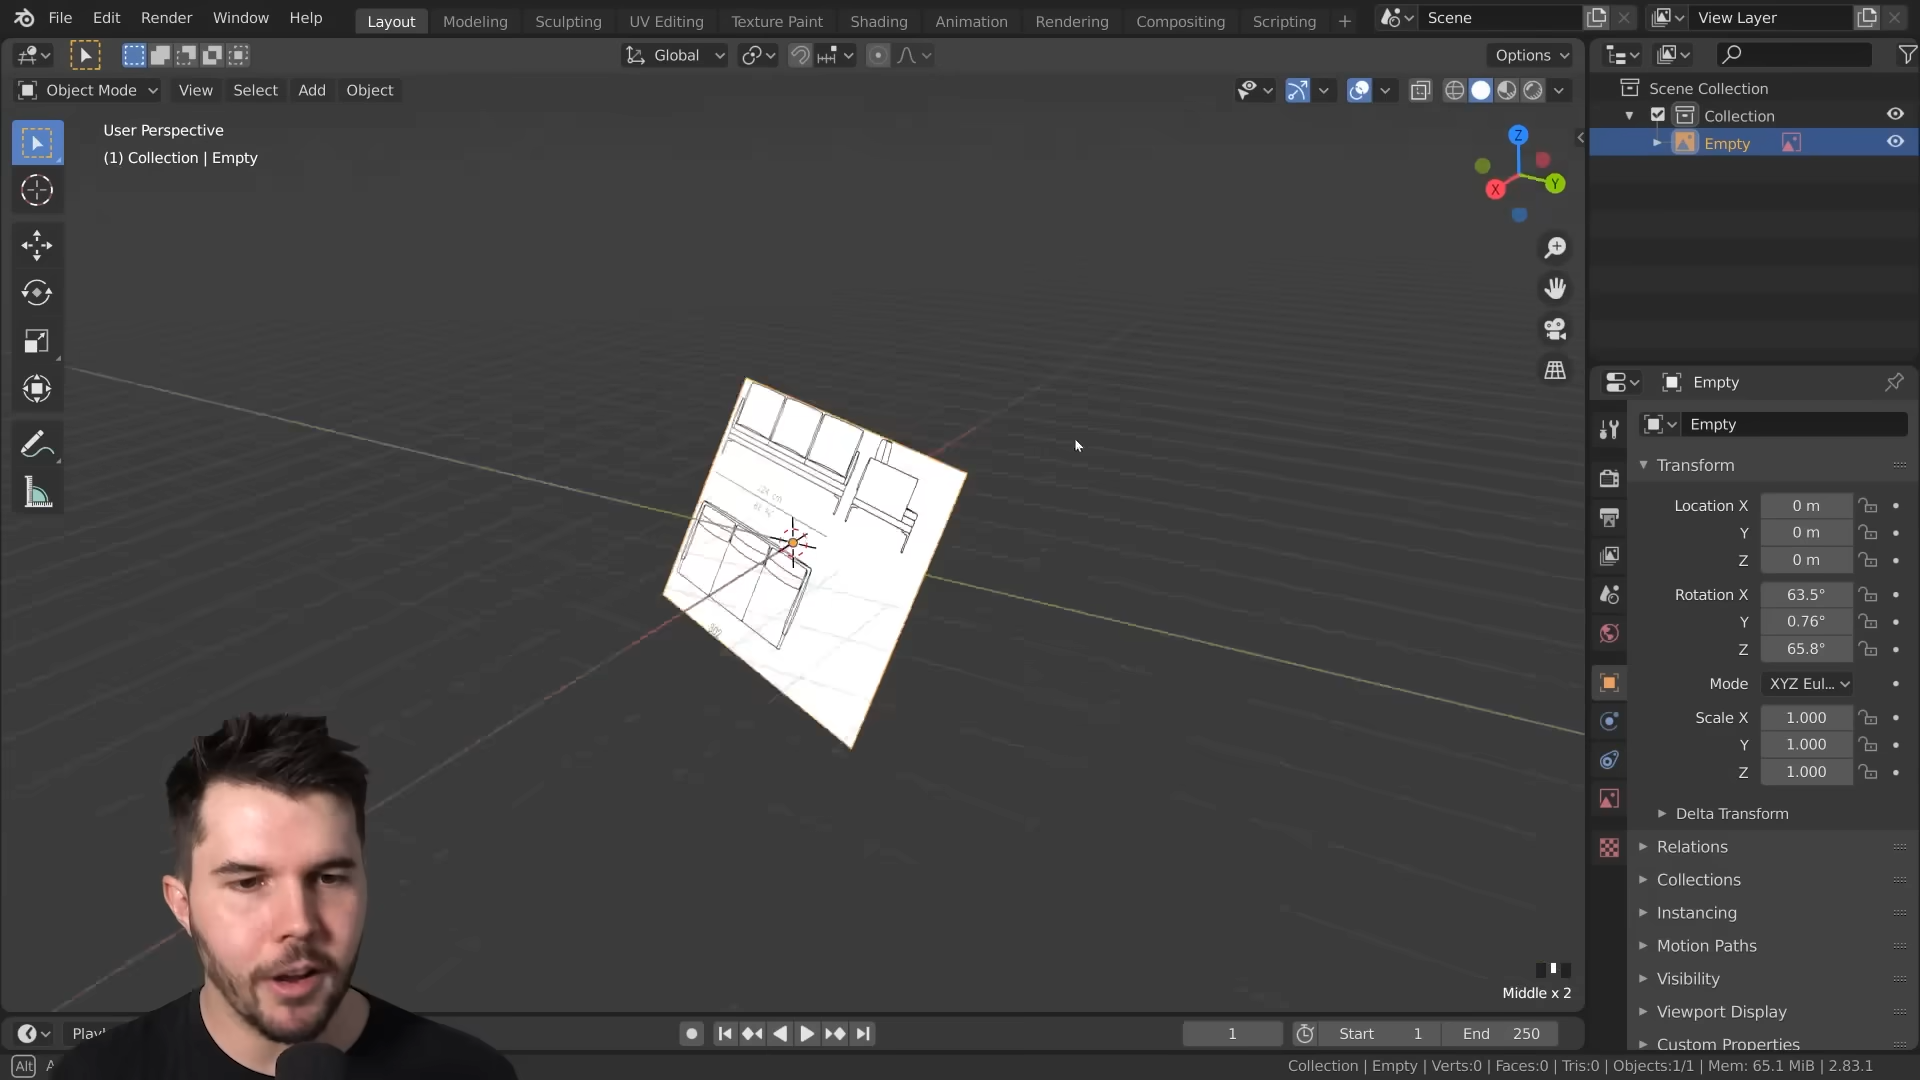 File Edit Render Window Help Layout Modeling Sculpting UV Editing Texture Paint Shading Animation Rendering Compositing Scripting + Scene View Layer
Global Options
Object Mode View Select Add Object
Scene Collection
Collection
Empty
User Perspective
(1) Collection | Empty
Z
X
Y
Empty
Empty
Transform
Location X 0 m
Y 0 m
Z 0 m
Rotation X 63.5°
Y 0.76°
Z 65.8°
Mode XYZ Eul...
Scale X 1.000
Y 1.000
Z 1.000
Delta Transform
Relations
Collections
Instancing
Motion Paths
Visibility
Viewport Display
Custom Properties
Middle x 2
1 Start 1 End 250
Alt
Collection | Empty | Verts:0 | Faces:0 | Tris:0 | Objects:1/1 | Mem: 65.1 MiB | 2.83.1